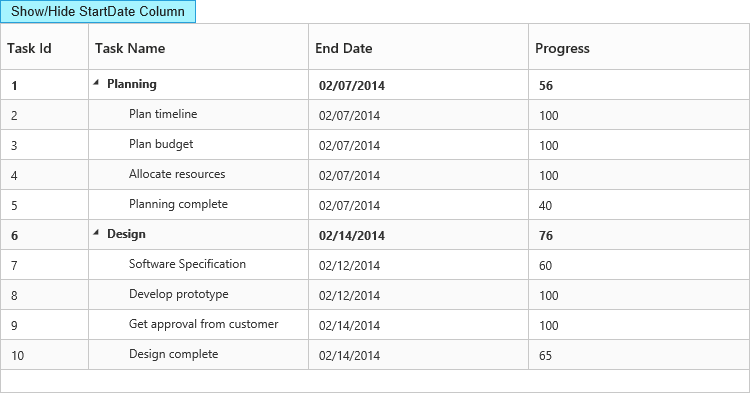 Show/Hide StartDate Column
Task Id Task Name End Date Progress
1 Planning 02/07/2014 56
2 Plan timeline 02/07/2014 100
3 Plan budget 02/07/2014 100
4 Allocate resources 02/07/2014 100
5 Planning complete 02/07/2014 40
6 Design 02/14/2014 76
7 Software Specification 02/12/2014 60
8 Develop prototype 02/12/2014 100
9 Get approval from customer 02/14/2014 100
10 Design complete 02/14/2014 65